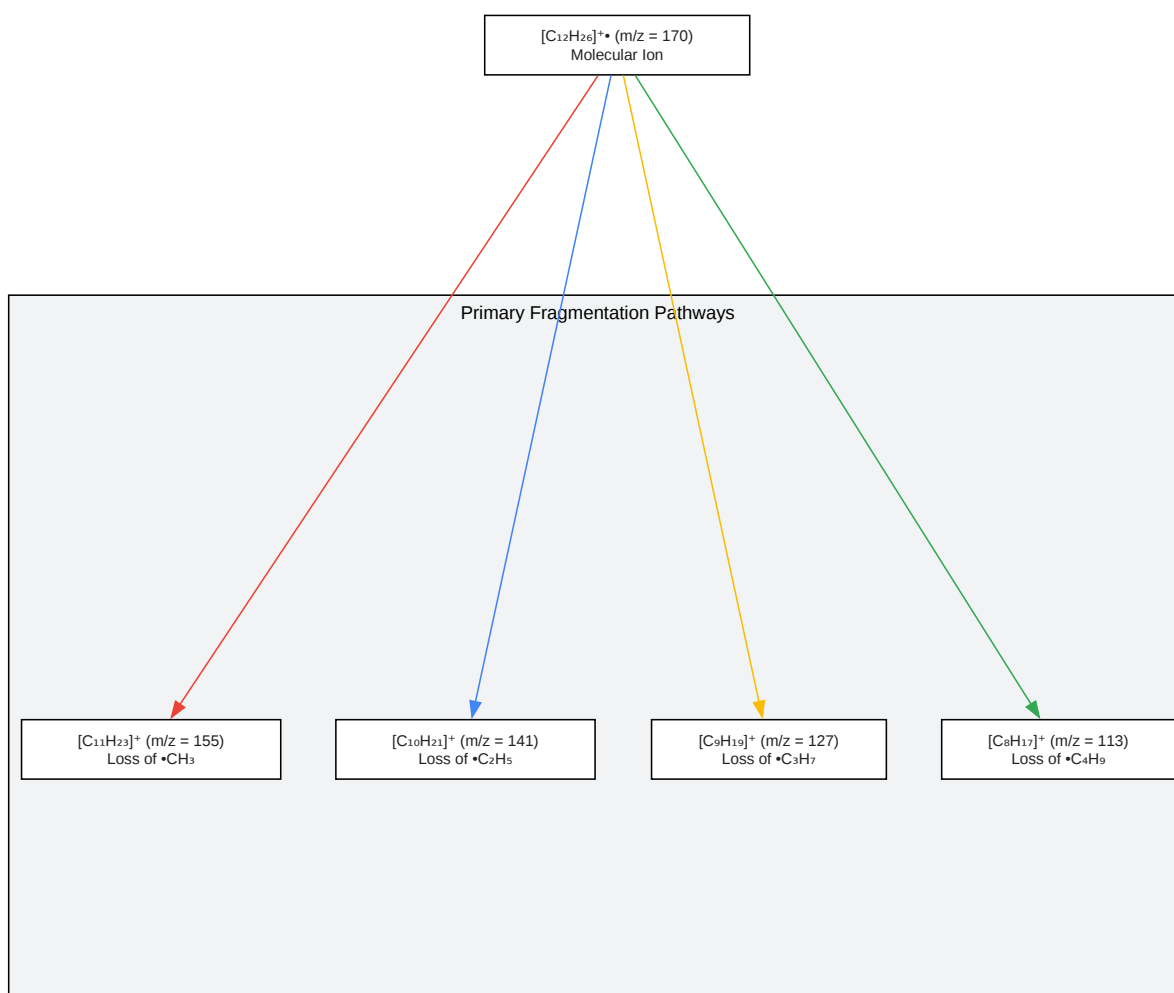 [C₁₂H₂₆]⁺• (m/z = 170)
Molecular Ion
Primary Fragmentation Pathways
[C₁₁H₂₃]⁺ (m/z = 155)
Loss of •CH₃
[C₁₀H₂₁]⁺ (m/z = 141)
Loss of •C₂H₅
[C₉H₁₉]⁺ (m/z = 127)
Loss of •C₃H₇
[C₈H₁₇]⁺ (m/z = 113)
Loss of •C₄H₉